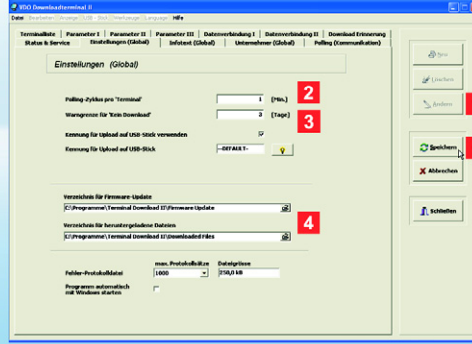 VDO Downloadterminal II
Datei Bearbeiten Anzeige USB - Stick Werkzeuge Language Hilfe
Terminalliste Parameter I Parameter II Parameter III Datenverbindung I Datenverbindung II Download Erinnerung
Status & Service Einstellungen (Global) Infotext (Global) Unternehmer (Global) Polling (Kommunikation)
Einstellungen (Global)
Polling-Zyklus pro 'Terminal' 1 [Min.] 2
Warngrenze für 'Kein Download' 3 [Tage] 3
Kennung für Upload auf USB-Stick verwenden
Kennung für Upload auf USB-Stick --DEFAULT--
Verzeichnis für Firmware-Update
C:\Programme\Terminal Download II\Firmware Update
Verzeichnis für heruntergeladene Dateien 4
C:\Programme\Terminal Download II\Downloaded Files
max. Protokollsätze Dateigrösse
Fehler-Protokolldatei 1000 250,0 kB
Programm automatisch
mit Windows starten
Neu
Löschen
Ändern
Speichern
Abbrechen
Schließen